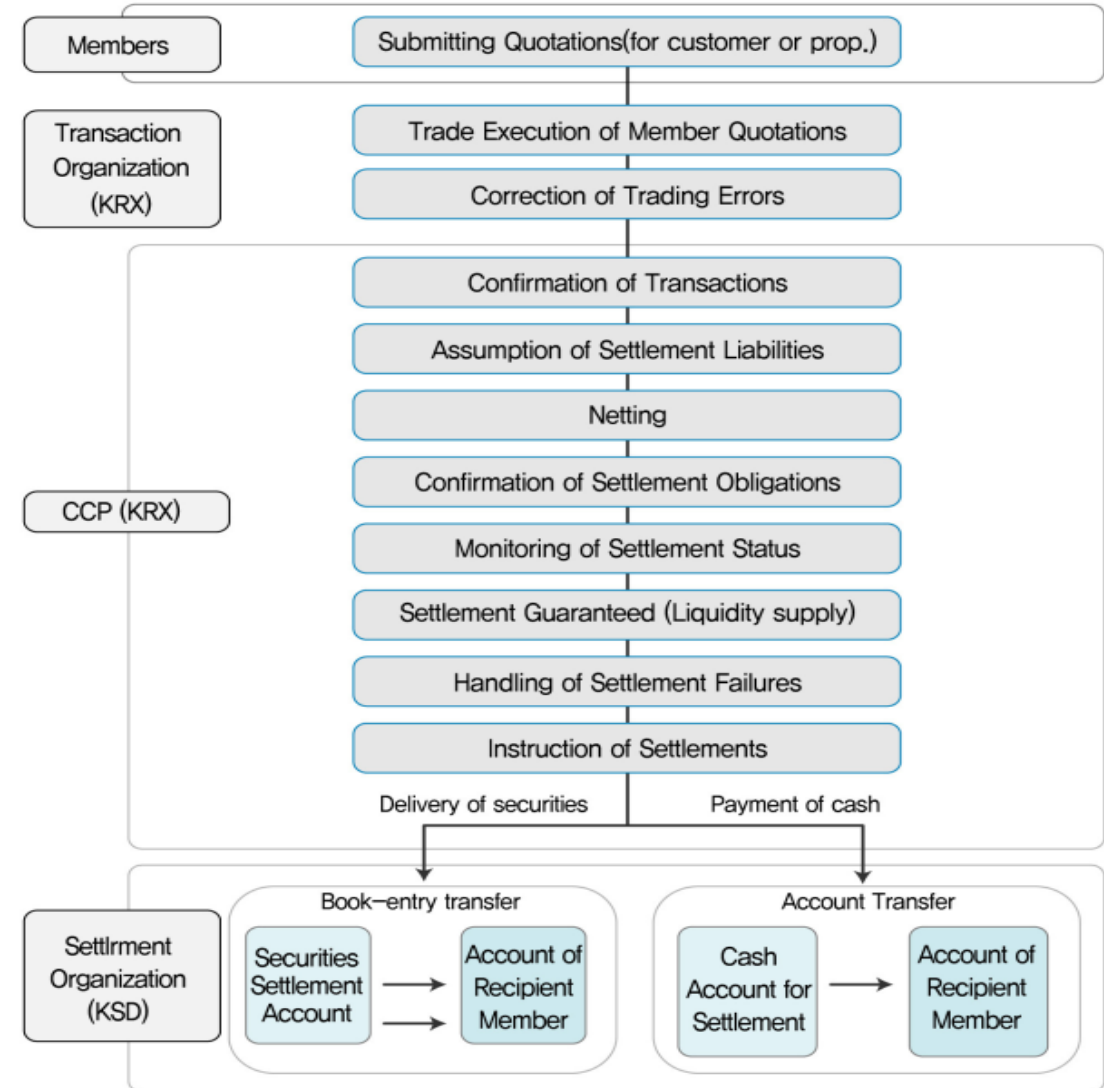 Members
Submitting Quotations(for customer or prop.)
Transaction
Organization
(KRX)
Trade Execution of Member Quotations
Correction of Trading Errors
CCP (KRX)
Confirmation of Transactions
Assumption of Settlement Liabilities
Netting
Confirmation of Settlement Obligations
Monitoring of Settlement Status
Settlement Guaranteed (Liquidity supply)
Handling of Settlement Failures
Instruction of Settlements
Delivery of securities
Payment of cash
Settlrment
Organization
(KSD)
Book-entry transfer
Securities
Settlement
Account
Account of
Recipient
Member
Account Transfer
Cash
Account for
Settlement
Account of
Recipient
Member